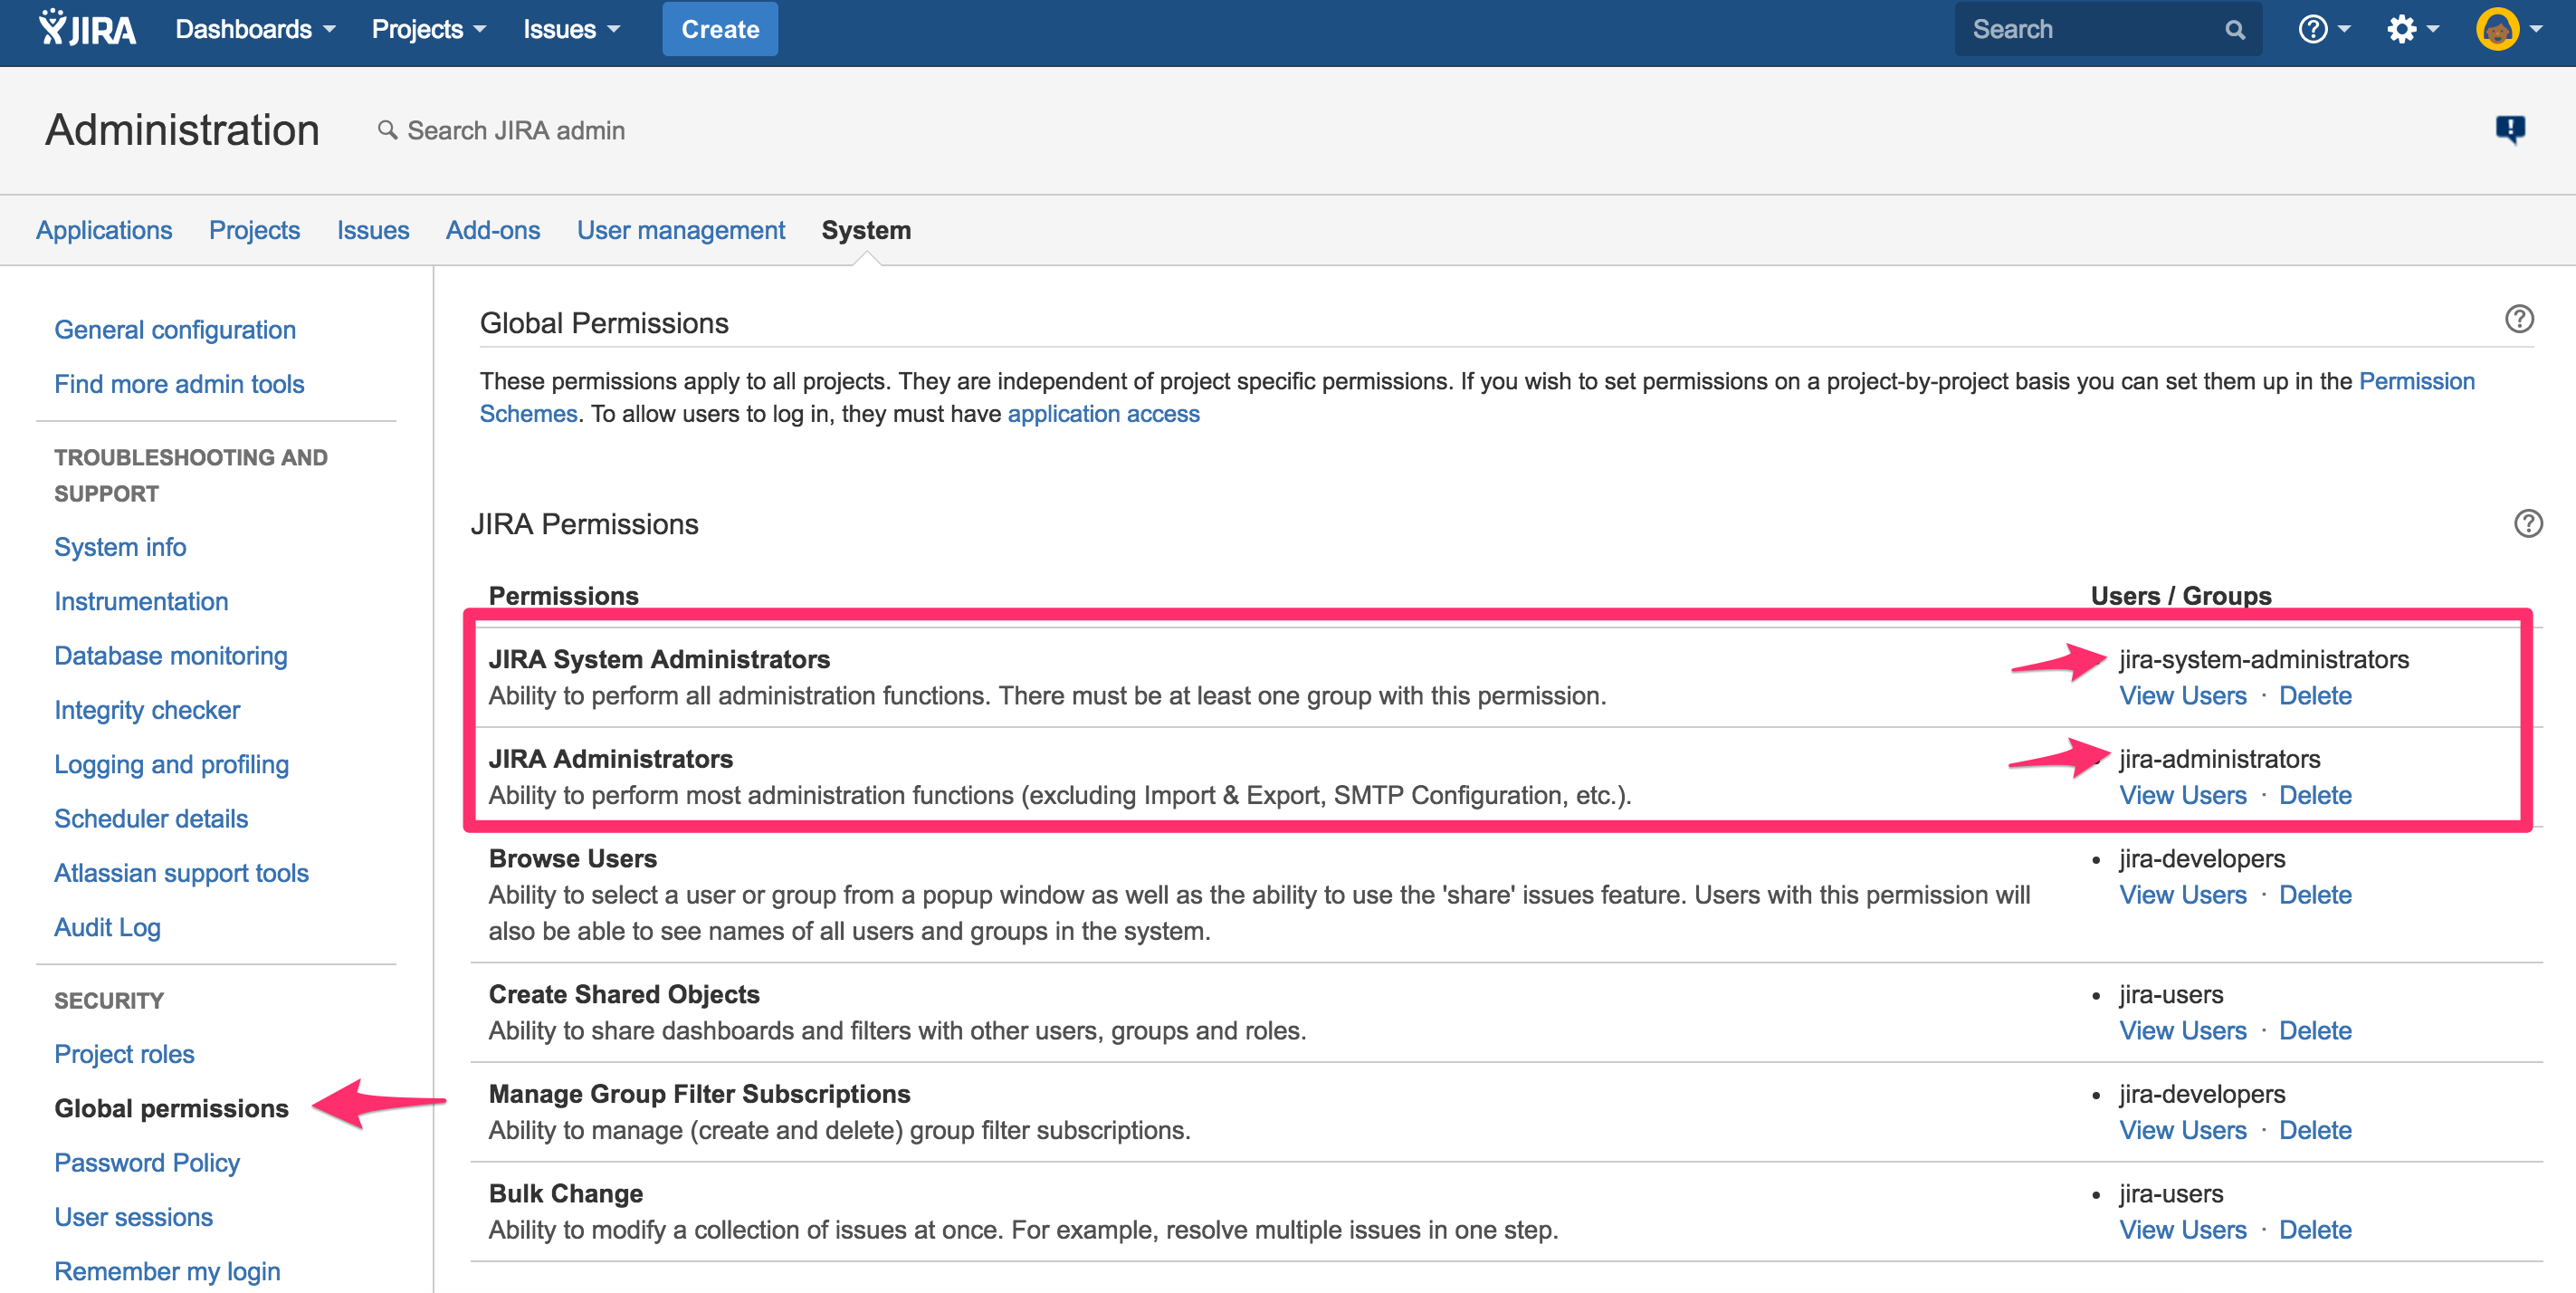 JIRA Dashboards Projects Issues Create Search
Administration Search JIRA admin
Applications Projects Issues Add-ons User management System
General configuration
Find more admin tools
TROUBLESHOOTING AND
SUPPORT
System info
Instrumentation
Database monitoring
Integrity checker
Logging and profiling
Scheduler details
Atlassian support tools
Audit Log
SECURITY
Project roles
Global permissions
Password Policy
User sessions
Remember my login
Global Permissions
These permissions apply to all projects. They are independent of project specific permissions. If you wish to set permissions on a project-by-project basis you can set them up in the Permission
Schemes. To allow users to log in, they must have application access
JIRA Permissions
Permissions Users / Groups
JIRA System Administrators jira-system-administrators
Ability to perform all administration functions. There must be at least one group with this permission. View Users · Delete
JIRA Administrators jira-administrators
Ability to perform most administration functions (excluding Import & Export, SMTP Configuration, etc.). View Users · Delete
Browse Users • jira-developers
Ability to select a user or group from a popup window as well as the ability to use the 'share' issues feature. Users with this permission will View Users · Delete
also be able to see names of all users and groups in the system.
Create Shared Objects • jira-users
Ability to share dashboards and filters with other users, groups and roles. View Users · Delete
Manage Group Filter Subscriptions • jira-developers
Ability to manage (create and delete) group filter subscriptions. View Users · Delete
Bulk Change • jira-users
Ability to modify a collection of issues at once. For example, resolve multiple issues in one step. View Users · Delete